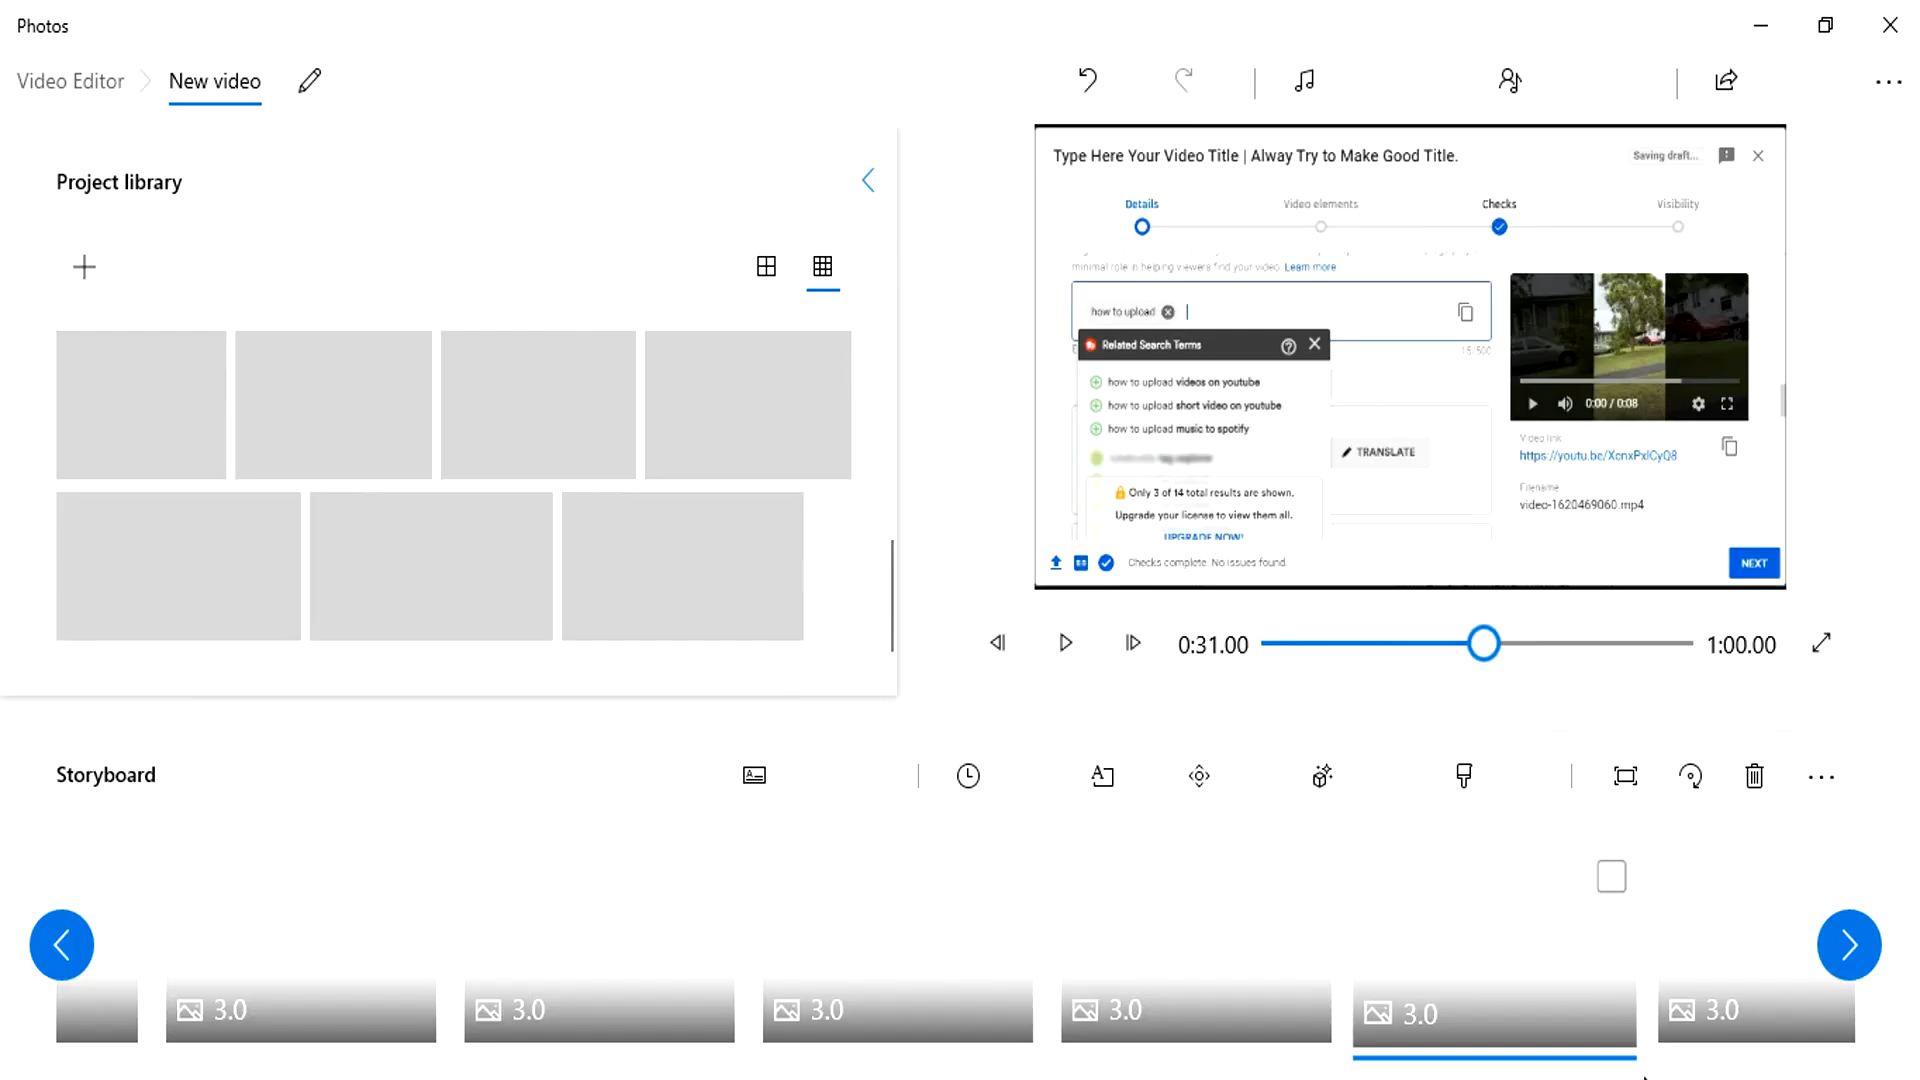 Photos
Video Editor
New video
Project library
Type Here Your Video Title | Alway Try to Make Good Title.
Saving draft...
Details
Video elements
Checks
Visibility
minimal role in helping viewers find your video. Learn more
how to upload
15/500
Related Search Terms
how to upload videos on youtube
how to upload short video on youtube
how to upload music to spotify
TRANSLATE
Only 3 of 14 total results are shown.
Upgrade your license to view them all.
UPGRADE NOW!
0:00 / 0:08
Video link
https://youtu.be/XcnxPxlCyQ8
Filename
video-1620469060.mp4
Checks complete. No issues found.
NEXT
0:31.00
1:00.00
Storyboard
3.0
3.0
3.0
3.0
3.0
3.0